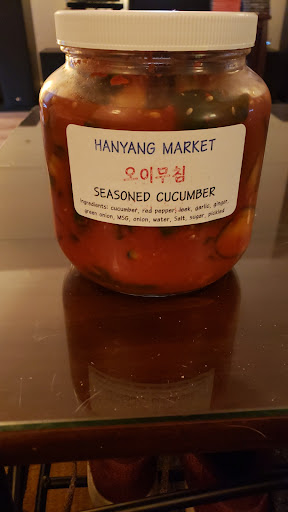 HANYANG MARKET
오이무침
SEASONED CUCUMBER
Ingredients: cucumber, red pepper, leek, garlic, ginger,
green onion, MSG, onion, water, Salt, sugar, pickled